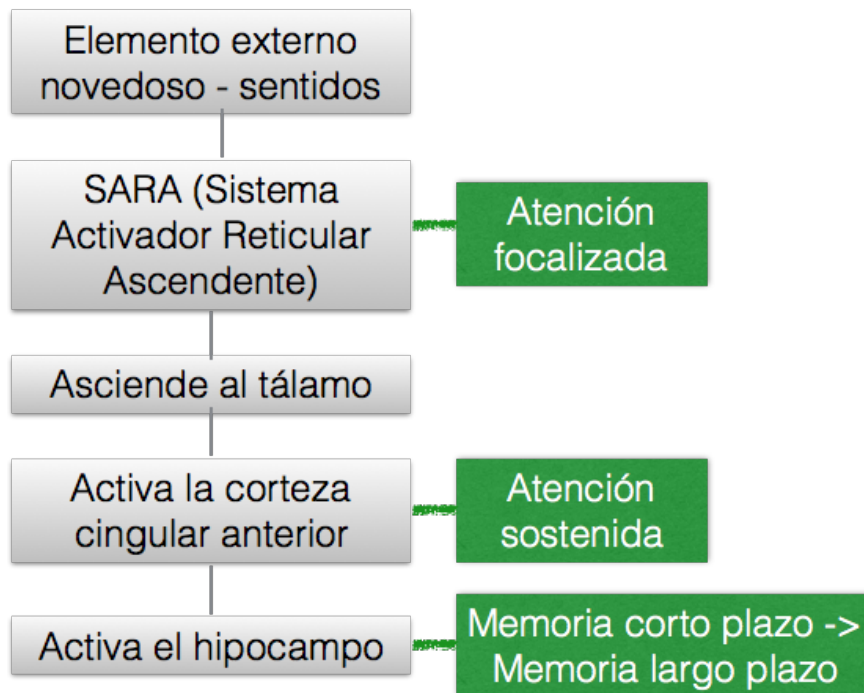 Elemento externo
novedoso - sentidos
SARA (Sistema
Activador Reticular
Ascendente)
Atención
focalizada
Asciende al tálamo
Activa la corteza
cingular anterior
Atención
sostenida
Activa el hipocampo
Memoria corto plazo ->
Memoria largo plazo